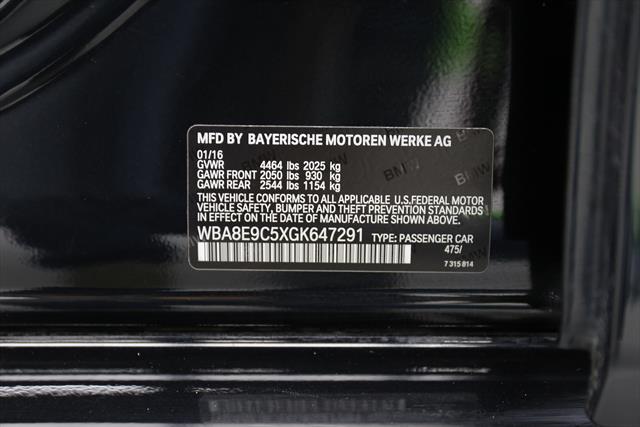 MFD BY BAYERISCHE MOTOREN WERKE AG
01/16
GVWR 4464 lbs 2025 kg
GAWR FRONT 2050 lbs 930 kg
GAWR REAR 2544 lbs 1154 kg
THIS VEHICLE CONFORMS TO ALL APPLICABLE U.S.FEDERAL MOTOR
VEHICLE SAFETY, BUMPER AND THEFT PREVENTION STANDARDS
IN EFFECT ON THE DATE OF MANUFACTURE SHOWN ABOVE.
WBA8E9C5XGK647291 TYPE: PASSENGER CAR
475/
7 315 814